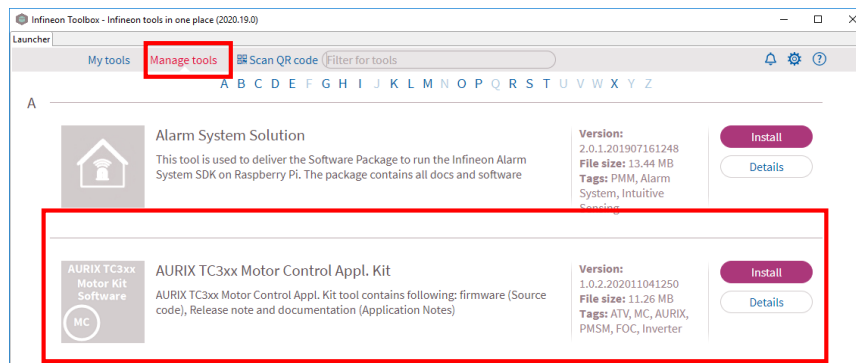 Infineon Toolbox - Infineon tools in one place (2020.19.0)
Launcher
My tools
Manage tools
Scan QR code
Filter for tools
A B C D E F G H I J K L M N O P Q R S T U V W X Y Z
A
Alarm System Solution
This tool is used to deliver the Software Package to run the Infineon Alarm
System SDK on Raspberry Pi. The package contains all docs and software
Version:
2.0.1.201907161248
File size: 13.44 MB
Tags: PMM, Alarm
System, Intuitive
Sensing
Install
Details
AURIX TC3xx
Motor Kit
Software
MC
AURIX TC3xx Motor Control Appl. Kit
AURIX TC3xx Motor Control Appl. Kit tool contains following: firmware (Source
code), Release note and documentation (Application Notes)
Version:
1.0.2.202011041250
File size: 11.26 MB
Tags: ATV, MC, AURIX,
PMSM, FOC, Inverter
Install
Details